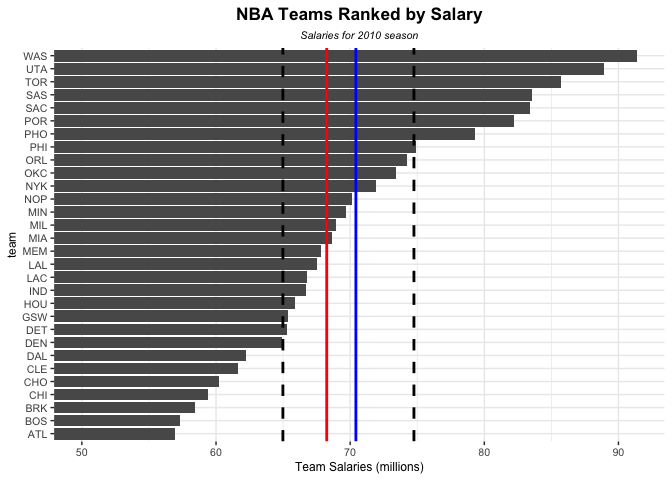 NBA Teams Ranked by Salary
Salaries for 2010 season
WAS
UTA
TOR
SAS
SAC
POR
PHO
PHI
ORL
OKC
NYK
NOP
MIN
MIL
MIA
MEM
LAL
LAC
IND
HOU
GSW
DET
DEN
DAL
CLE
CHO
CHI
BRK
BOS
ATL
team
50 60 70 80 90
Team Salaries (millions)